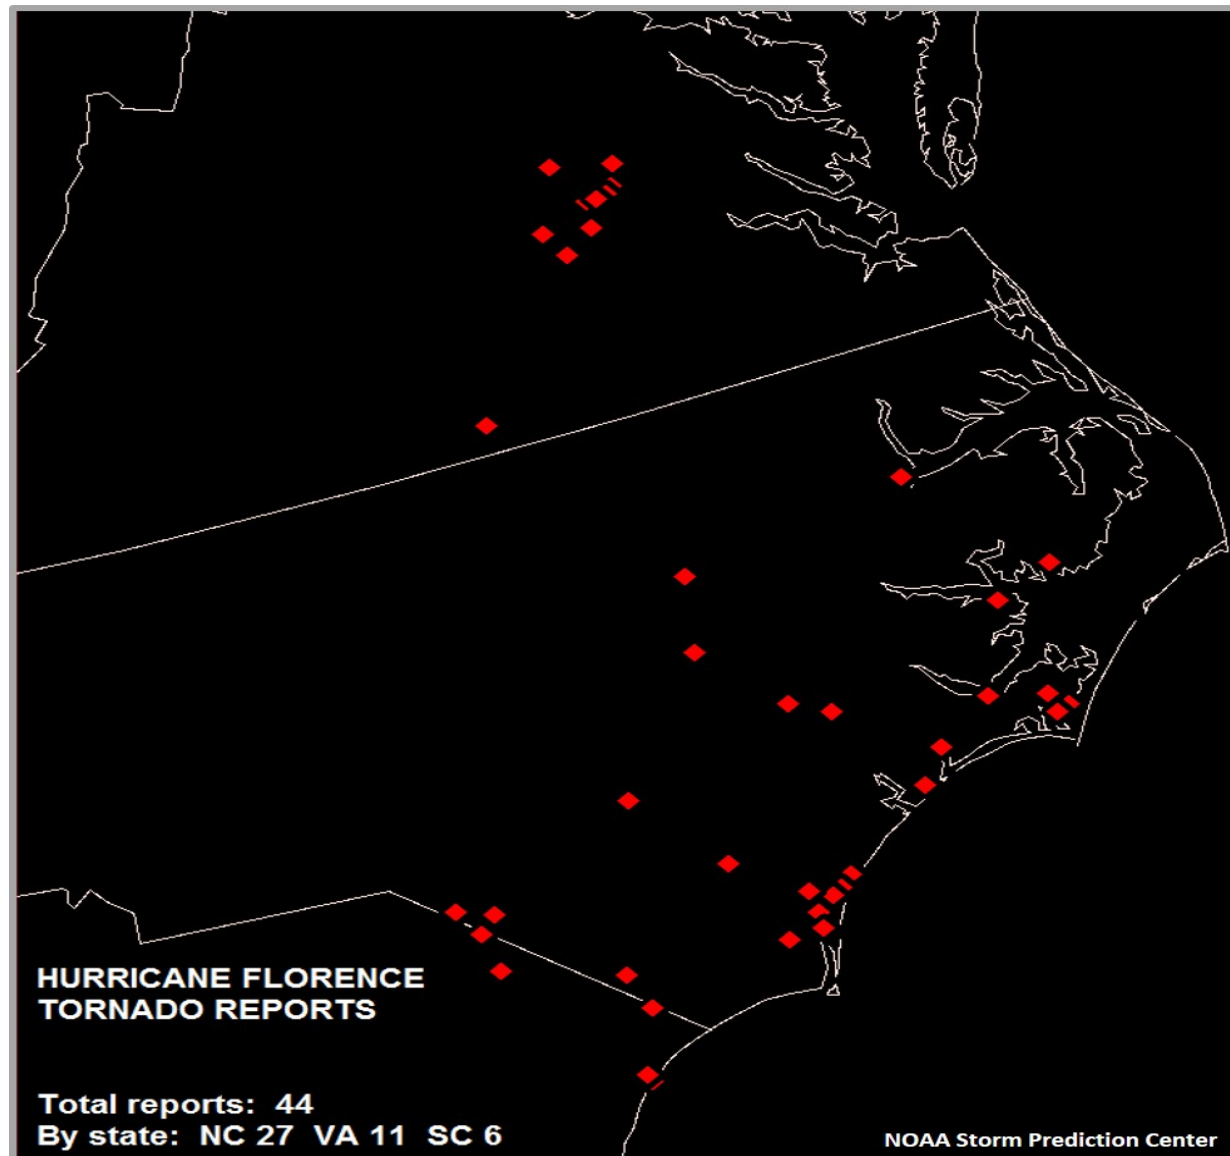 HURRICANE FLORENCE
TORNADO REPORTS
Total reports: 44
By state: NC 27 VA 11 SC 6
NOAA Storm Prediction Center